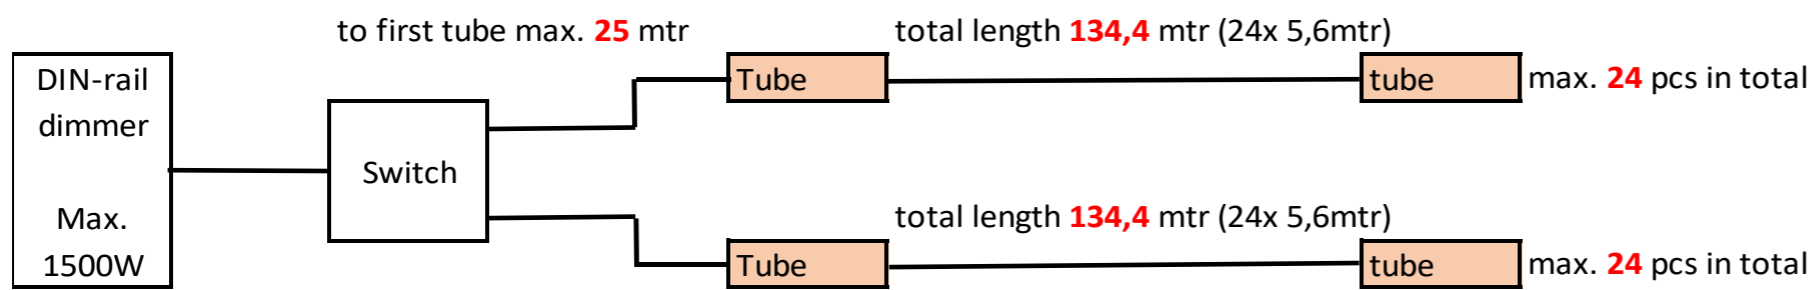 to first tube max. 25 mtr
total length 134,4 mtr (24x 5,6mtr)
DIN-rail
dimmer
Max.
1500W
Switch
Tube
tube
max. 24 pcs in total
total length 134,4 mtr (24x 5,6mtr)
Tube
tube
max. 24 pcs in total